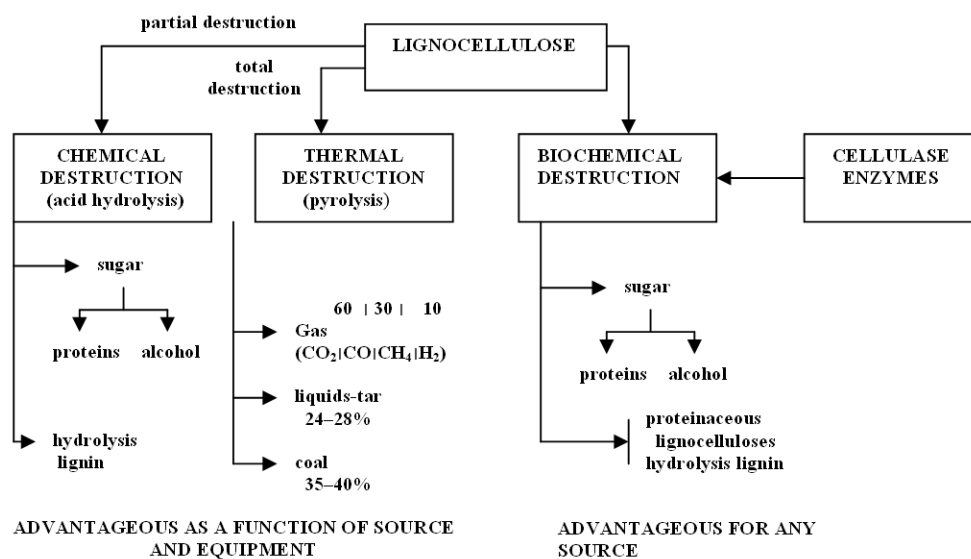 partial destruction
LIGNOCELLULOSE
total
destruction
CHEMICAL
DESTRUCTION
(acid hydrolysis)
THERMAL
DESTRUCTION
(pyrolysis)
BIOCHEMICAL
DESTRUCTION
CELLULASE
ENZYMES
sugar
proteins alcohol
hydrolysis
lignin
60 | 30 | 10
Gas
(CO₂|CO|CH₄|H₂)
liquids-tar
24–28%
coal
35–40%
sugar
proteins alcohol
proteinaceous
lignocelluloses
hydrolysis lignin
ADVANTAGEOUS AS A FUNCTION OF SOURCE
AND EQUIPMENT
ADVANTAGEOUS FOR ANY
SOURCE